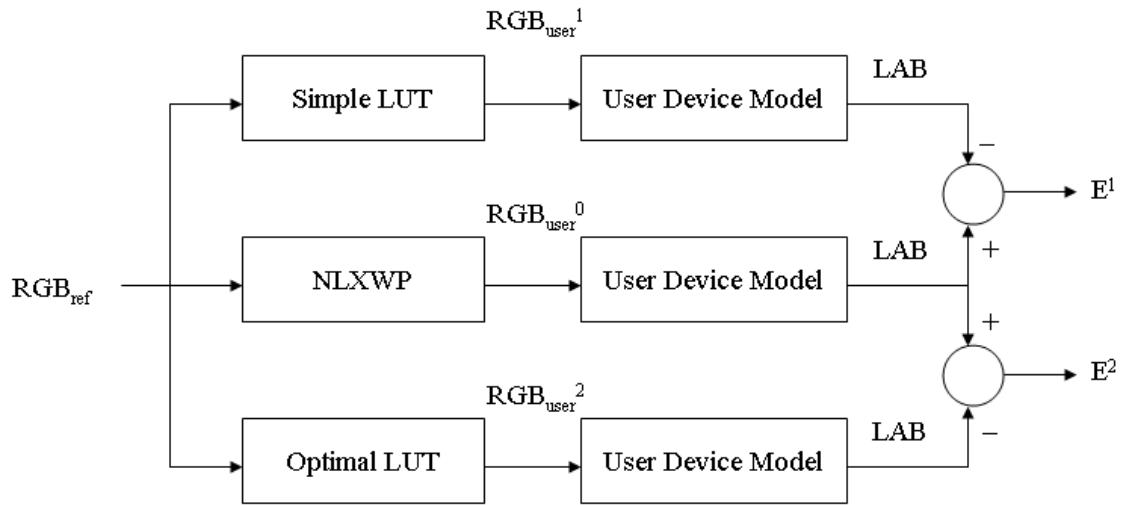 RGBuser1
LAB
Simple LUT
User Device Model
–
E1
RGBuser0
LAB
+
RGBref
NLXWP
User Device Model
+
E2
RGBuser2
LAB
–
Optimal LUT
User Device Model